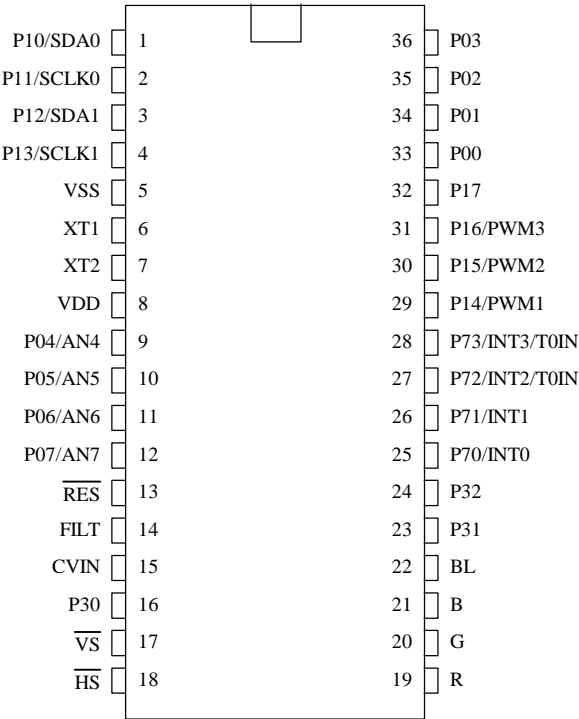 P10/SDA0 1 36 P03
P11/SCLK0 2 35 P02
P12/SDA1 3 34 P01
P13/SCLK1 4 33 P00
VSS 5 32 P17
XT1 6 31 P16/PWM3
XT2 7 30 P15/PWM2
VDD 8 29 P14/PWM1
P04/AN4 9 28 P73/INT3/T0IN
P05/AN5 10 27 P72/INT2/T0IN
P06/AN6 11 26 P71/INT1
P07/AN7 12 25 P70/INT0
R̅E̅S̅ 13 24 P32
FILT 14 23 P31
CVIN 15 22 BL
P30 16 21 B
V̅S̅ 17 20 G
H̅S̅ 18 19 R